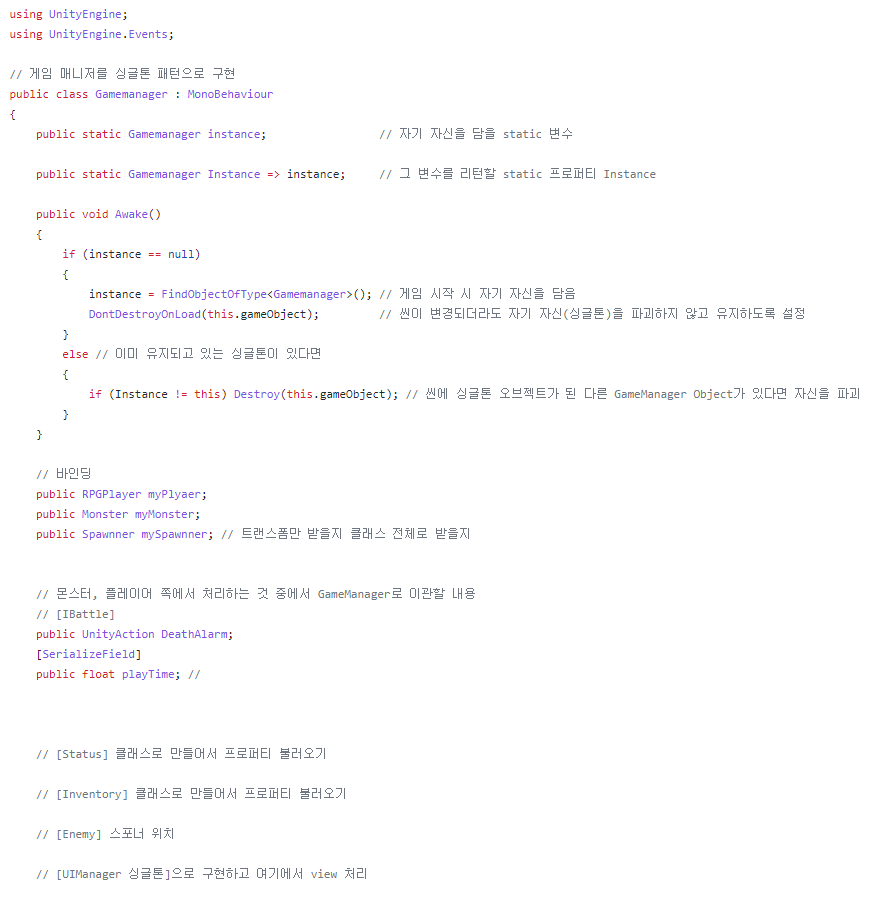 using UnityEngine;
using UnityEngine.Events;
// 게임 매니저를 싱글톤 패턴으로 구현
public class Gamemanager : MonoBehaviour
{
public static Gamemanager instance; // 자기 자신을 담을 static 변수
public static Gamemanager Instance => instance; // 그 변수를 리턴할 static 프로퍼티 Instance
public void Awake()
{
if (instance == null)
{
instance = FindObjectOfType<Gamemanager>(); // 게임 시작 시 자기 자신을 담음
DontDestroyOnLoad(this.gameObject); // 씬이 변경되더라도 자기 자신(싱글톤)을 파괴하지 않고 유지하도록 설정
}
else // 이미 유지되고 있는 싱글톤이 있다면
{
if (Instance != this) Destroy(this.gameObject); // 씬에 싱글톤 오브젝트가 된 다른 GameManager Object가 있다면 자신을 파괴
}
}
// 바인딩
public RPGPlayer myPlyaer;
public Monster myMonster;
public Spawnner mySpawnner; // 트랜스폼만 받을지 클래스 전체로 받을지
// 몬스터, 플레이어 쪽에서 처리하는 것 중에서 GameManager로 이관할 내용
// [IBattle]
public UnityAction DeathAlarm;
[SerializeField]
public float playTime; //
// [Status] 클래스로 만들어서 프로퍼티 불러오기
// [Inventory] 클래스로 만들어서 프로퍼티 불러오기
// [Enemy] 스포너 위치
// [UIManager 싱글톤]으로 구현하고 여기에서 view 처리